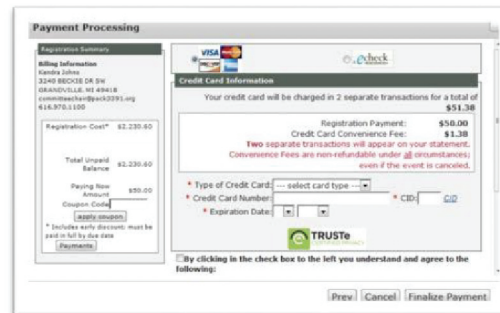 Payment Processing
Registration Summary
Billing Information
Kendra Johns
3249 BECKIE DR SW
GRANDVILLE, MI 49418
committeechair@pack3391.org
616.970.1100
Registration Cost* $2,230.60
Total Unpaid Balance $2,230.60
Paying Now Amount $50.00
Coupon Code
apply coupon
* Includes early discount; must be
paid in full by due date
Payments
VISA
echeck
Credit Card Information
Your credit card will be charged in 2 separate transactions for a total of
$51.38
Registration Payment: $50.00
Credit Card Convenience Fee: $1.38
Two separate transactions will appear on your statement.
Convenience Fees are non-refundable under all circumstances;
even if the event is canceled.
* Type of Credit Card: --- select card type ---
* Credit Card Number: * CID: CID
* Expiration Date:
TRUSTe
CERTIFIED PRIVACY
By clicking in the check box to the left you understand and agree to the
following:
Prev Cancel Finalize Payment